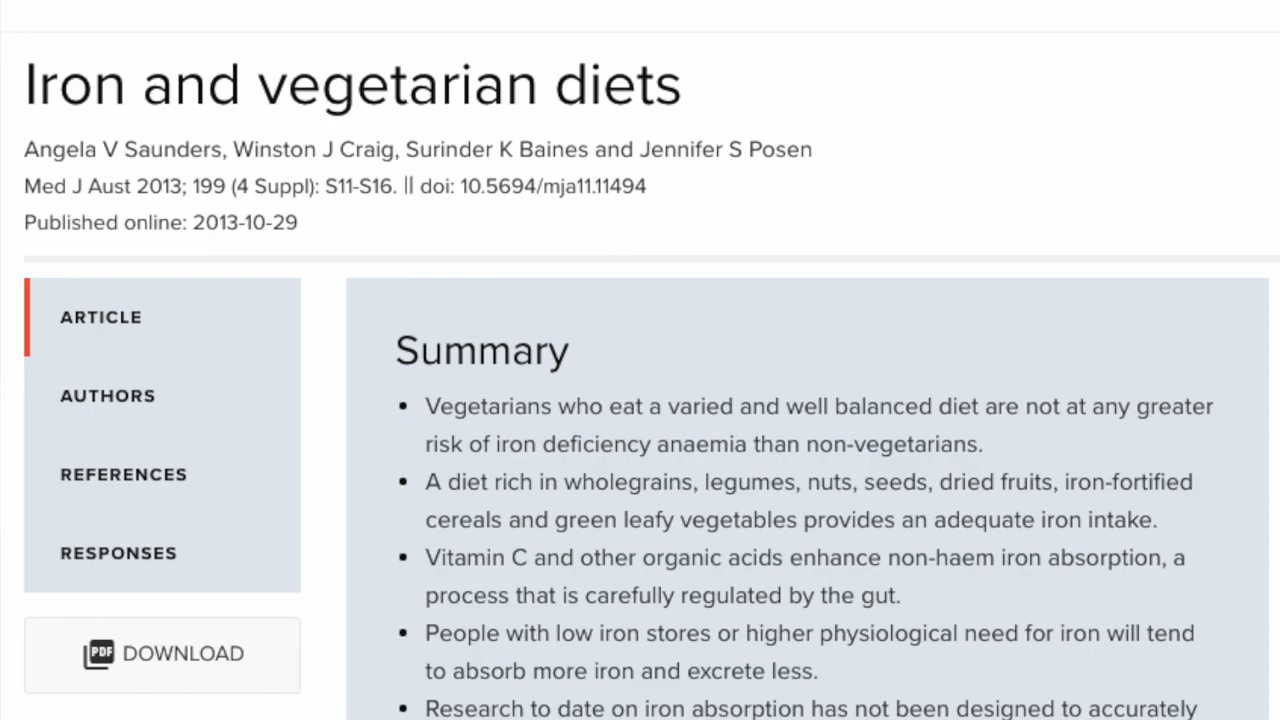 Iron and vegetarian diets
Angela V Saunders, Winston J Craig, Surinder K Baines and Jennifer S Posen
Med J Aust 2013; 199 (4 Suppl): S11-S16. || doi: 10.5694/mja11.11494
Published online: 2013-10-29
ARTICLE
AUTHORS
REFERENCES
RESPONSES
PDF DOWNLOAD
Summary
• Vegetarians who eat a varied and well balanced diet are not at any greater
risk of iron deficiency anaemia than non-vegetarians.
• A diet rich in wholegrains, legumes, nuts, seeds, dried fruits, iron-fortified
cereals and green leafy vegetables provides an adequate iron intake.
• Vitamin C and other organic acids enhance non-haem iron absorption, a
process that is carefully regulated by the gut.
• People with low iron stores or higher physiological need for iron will tend
to absorb more iron and excrete less.
• Research to date on iron absorption has not been designed to accurately